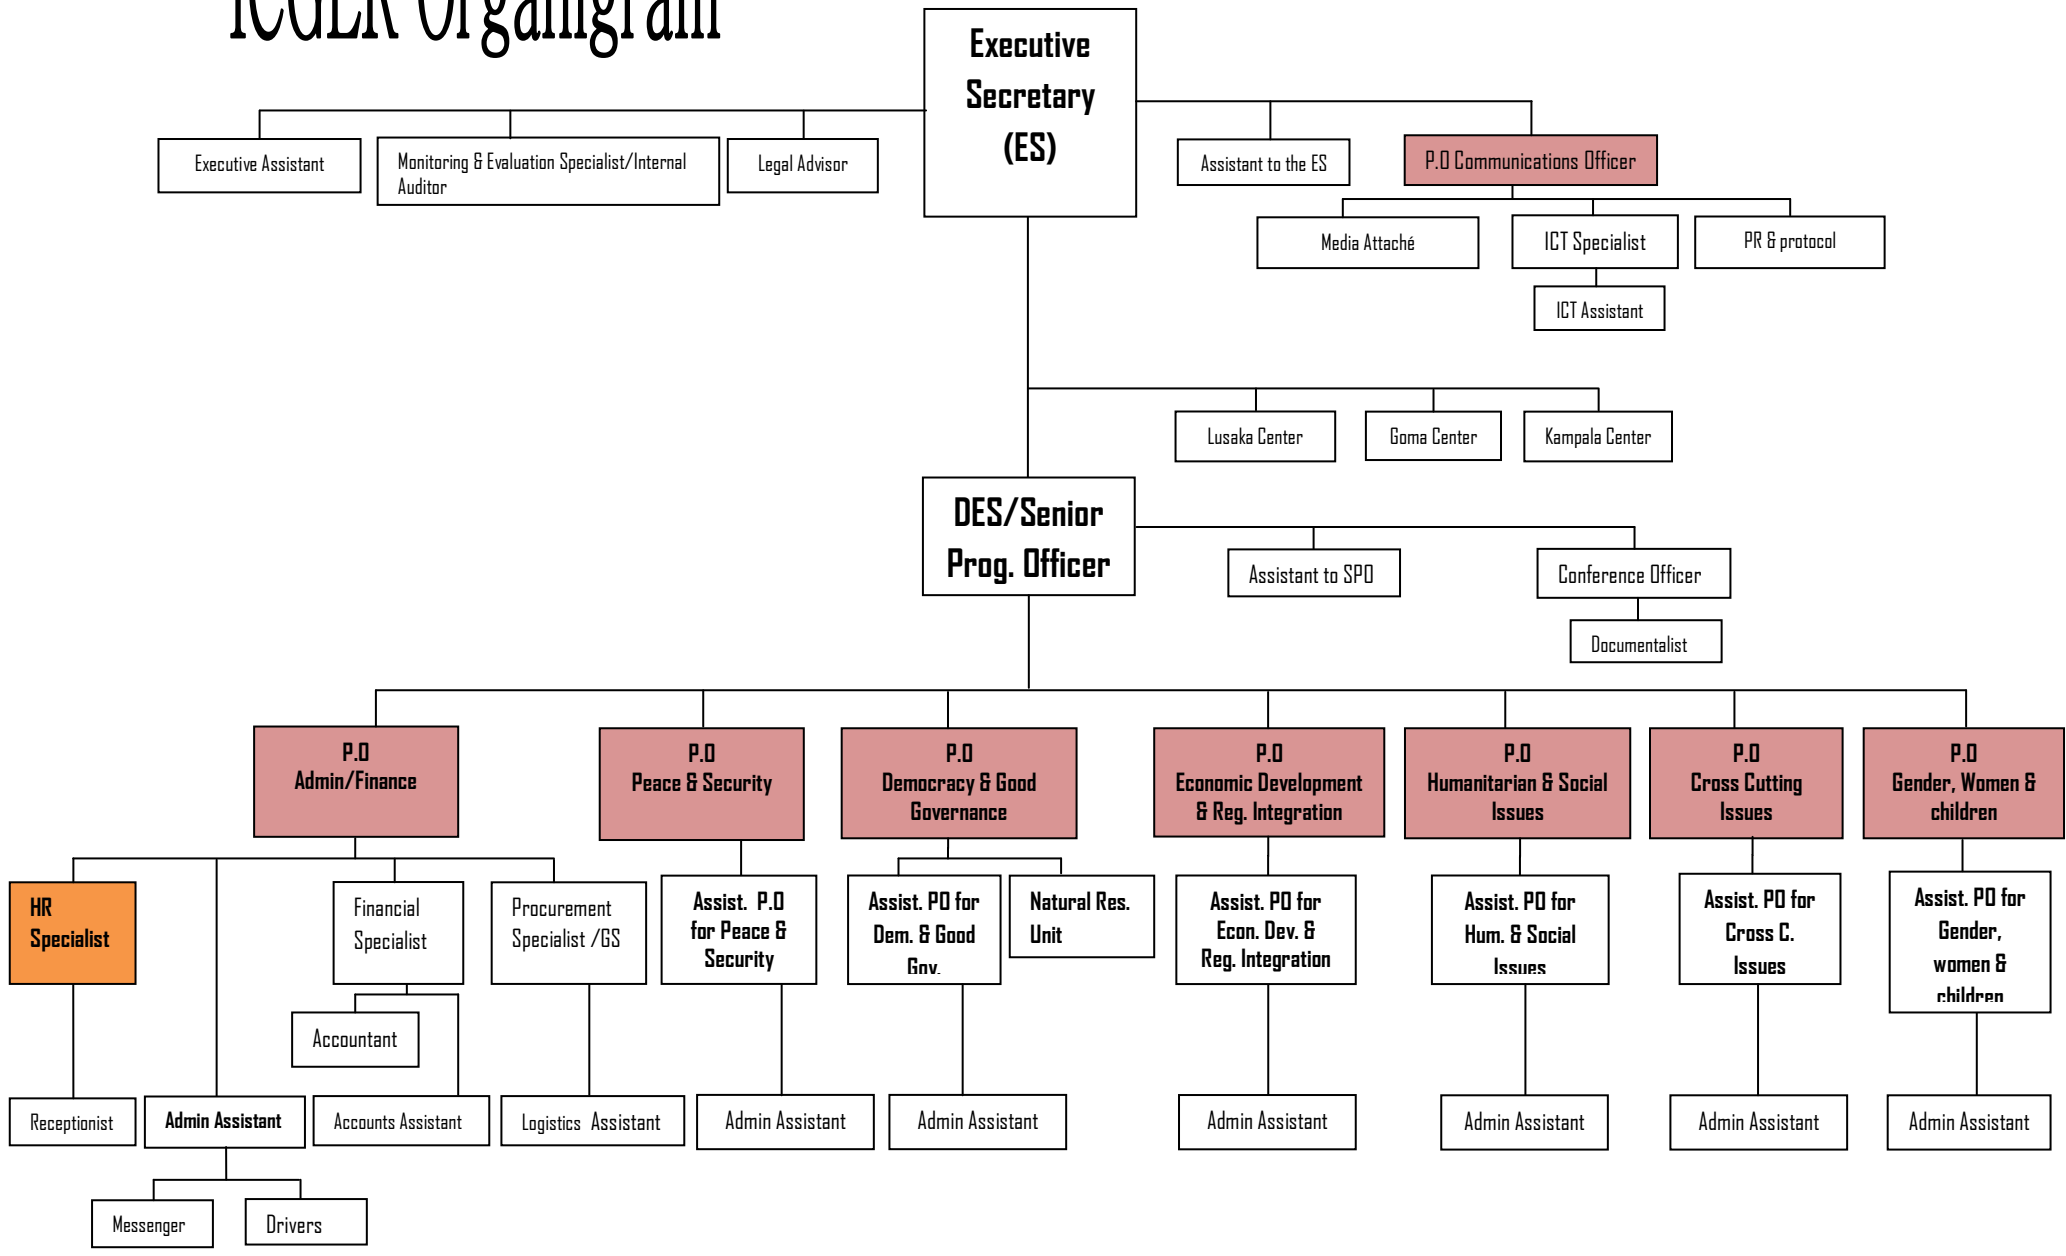 ICGLR Organigram
Executive
Secretary
(ES)
Executive Assistant
Monitoring & Evaluation Specialist/Internal
Auditor
Legal Advisor
Assistant to the ES
P.O Communications Officer
Media Attaché
ICT Specialist
PR & protocol
ICT Assistant
Lusaka Center
Goma Center
Kampala Center
DES/Senior
Prog. Officer
Assistant to SPO
Conference Officer
Documentalist
P.O
Admin/Finance
P.O
Peace & Security
P.O
Democracy & Good
Governance
P.O
Economic Development
& Reg. Integration
P.O
Humanitarian & Social
Issues
P.O
Cross Cutting
Issues
P.O
Gender, Women &
children
HR
Specialist
Financial
Specialist
Procurement
Specialist /GS
Assist. P.O
for Peace &
Security
Assist. PO for
Dem. & Good
Gov.
Natural Res.
Unit
Assist. PO for
Econ. Dev. &
Reg. Integration
Assist. PO for
Hum. & Social
Issues
Assist. PO for
Cross C.
Issues
Assist. PO for
Gender,
women &
children
Accountant
Receptionist
Admin Assistant
Accounts Assistant
Logistics Assistant
Admin Assistant
Admin Assistant
Admin Assistant
Admin Assistant
Admin Assistant
Admin Assistant
Messenger
Drivers